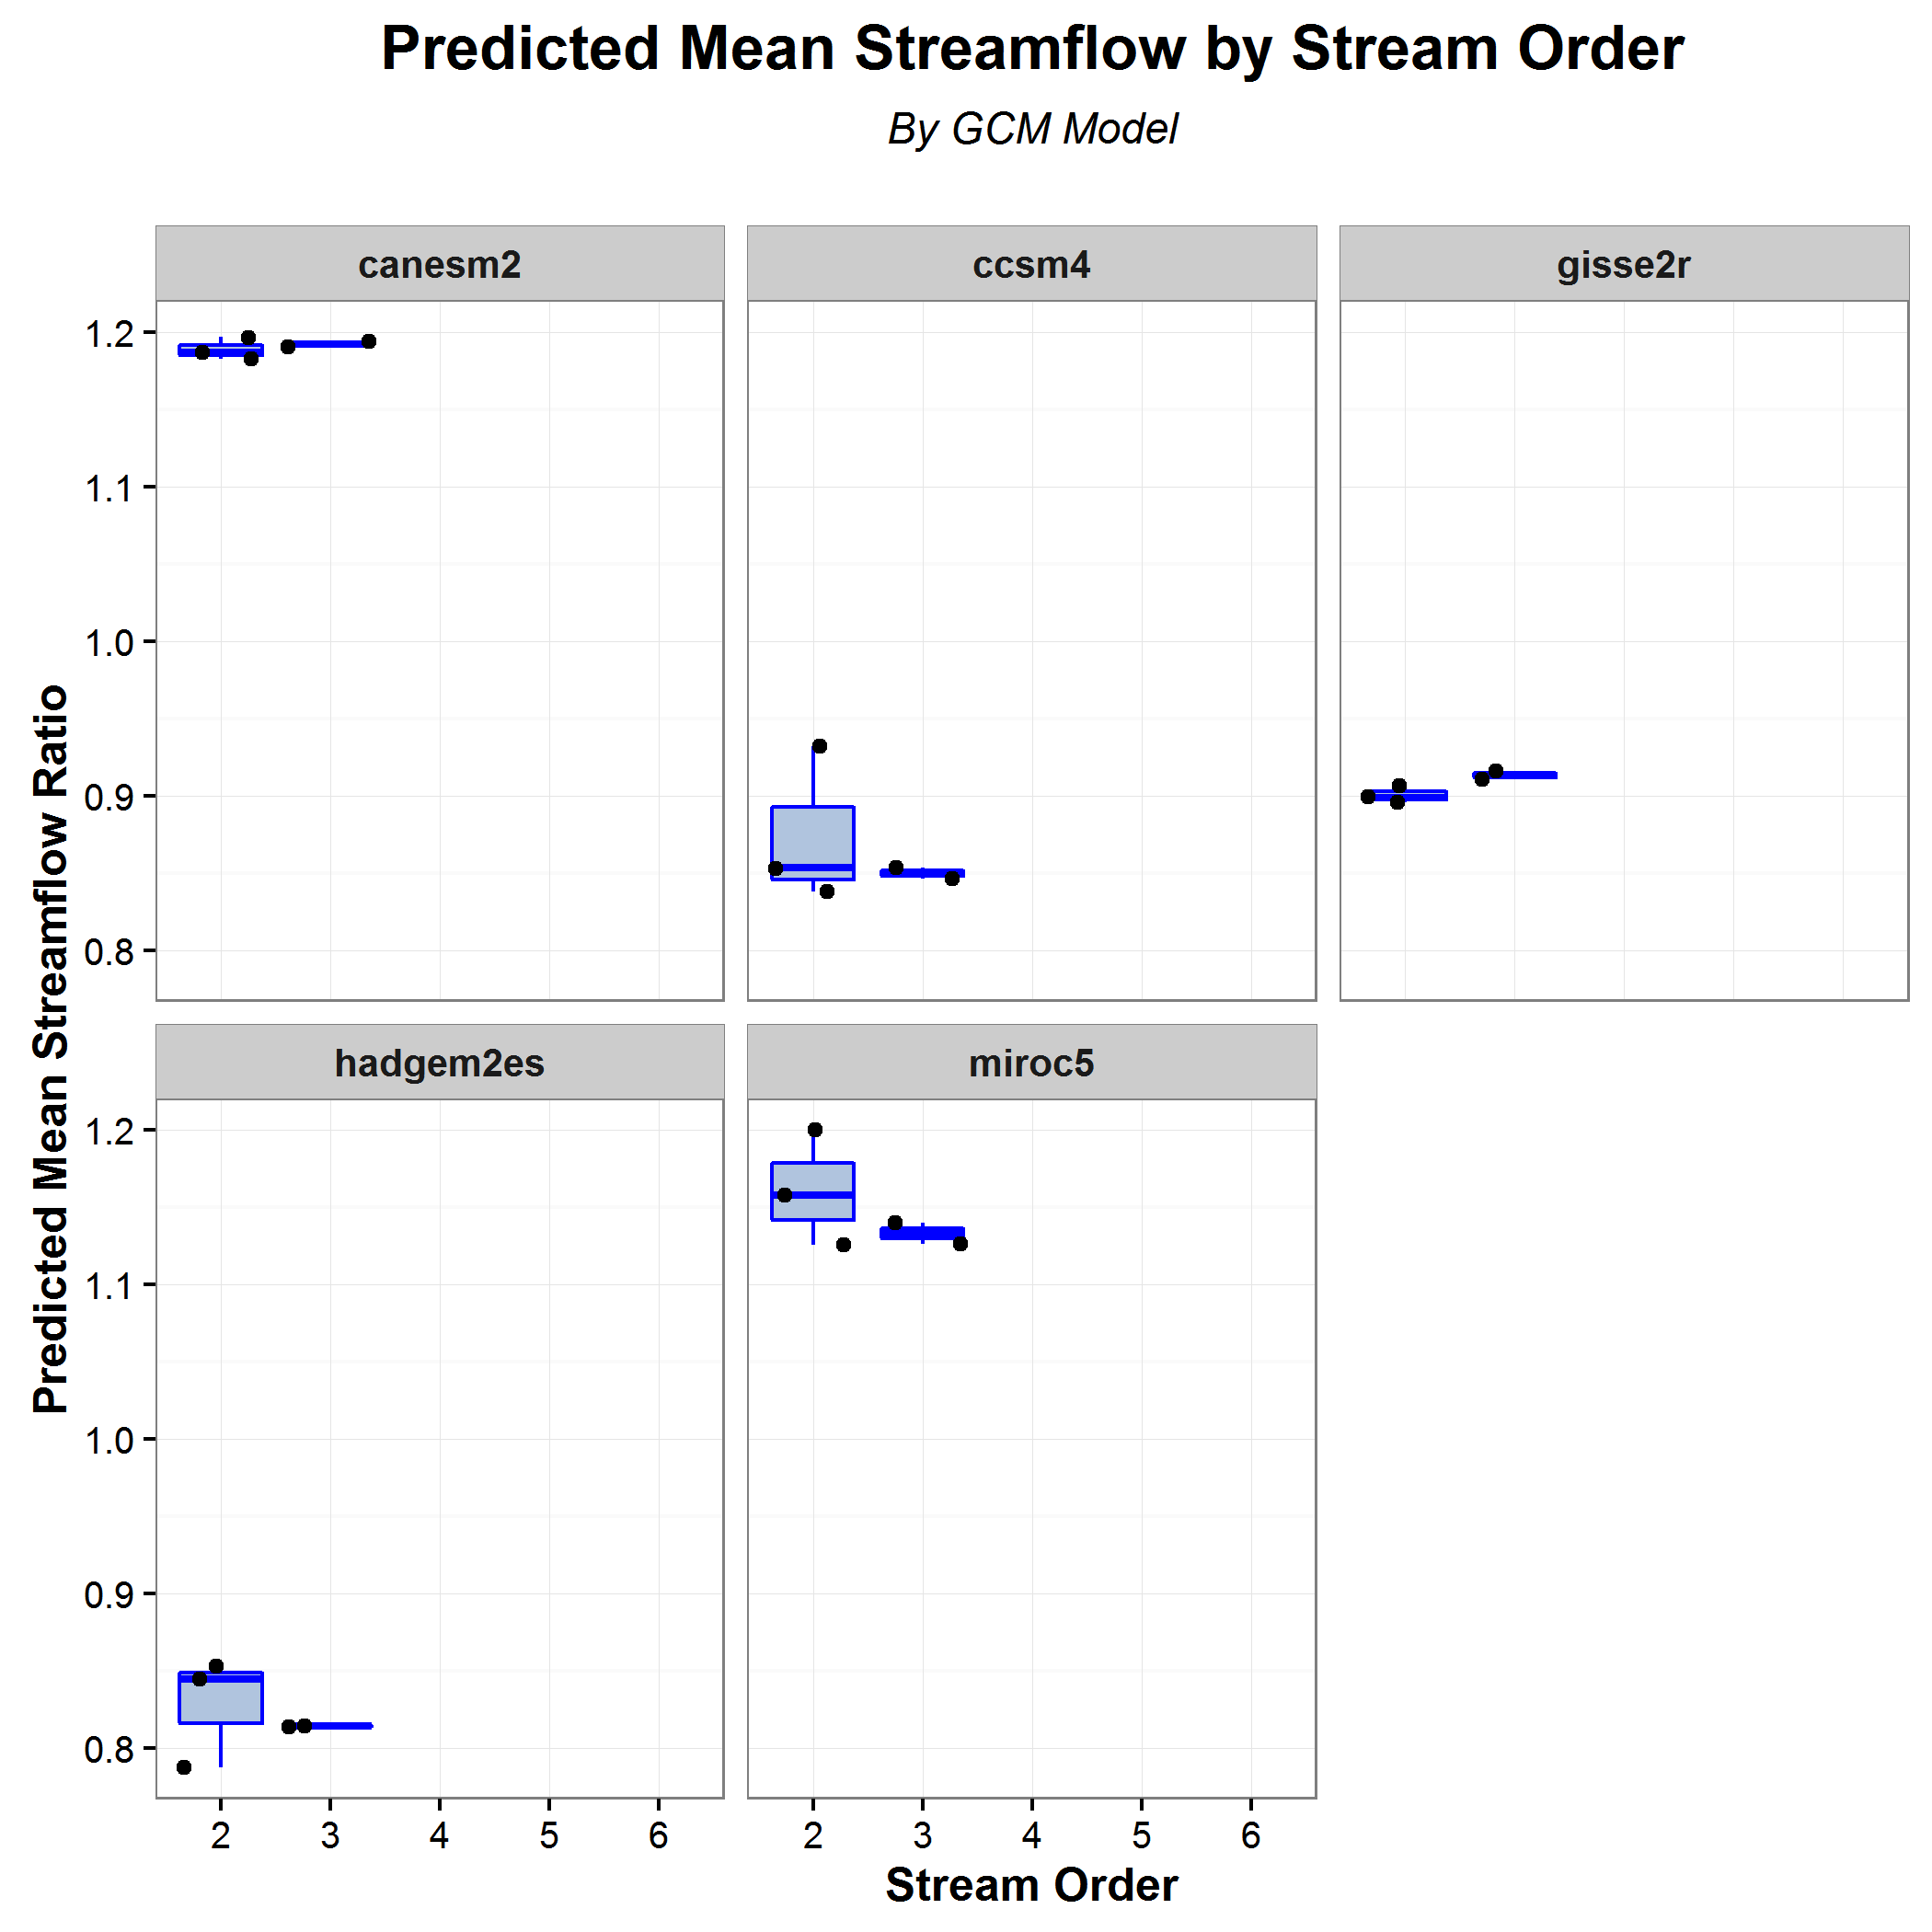 Predicted Mean Streamflow by Stream Order
By GCM Model
canesm2
ccsm4
gisse2r
1.2
1.1
1.0
0.9
0.8
Predicted Mean Streamflow Ratio
hadgem2es
miroc5
1.2
1.1
1.0
0.9
0.8
2 3 4 5 6
2 3 4 5 6
Stream Order